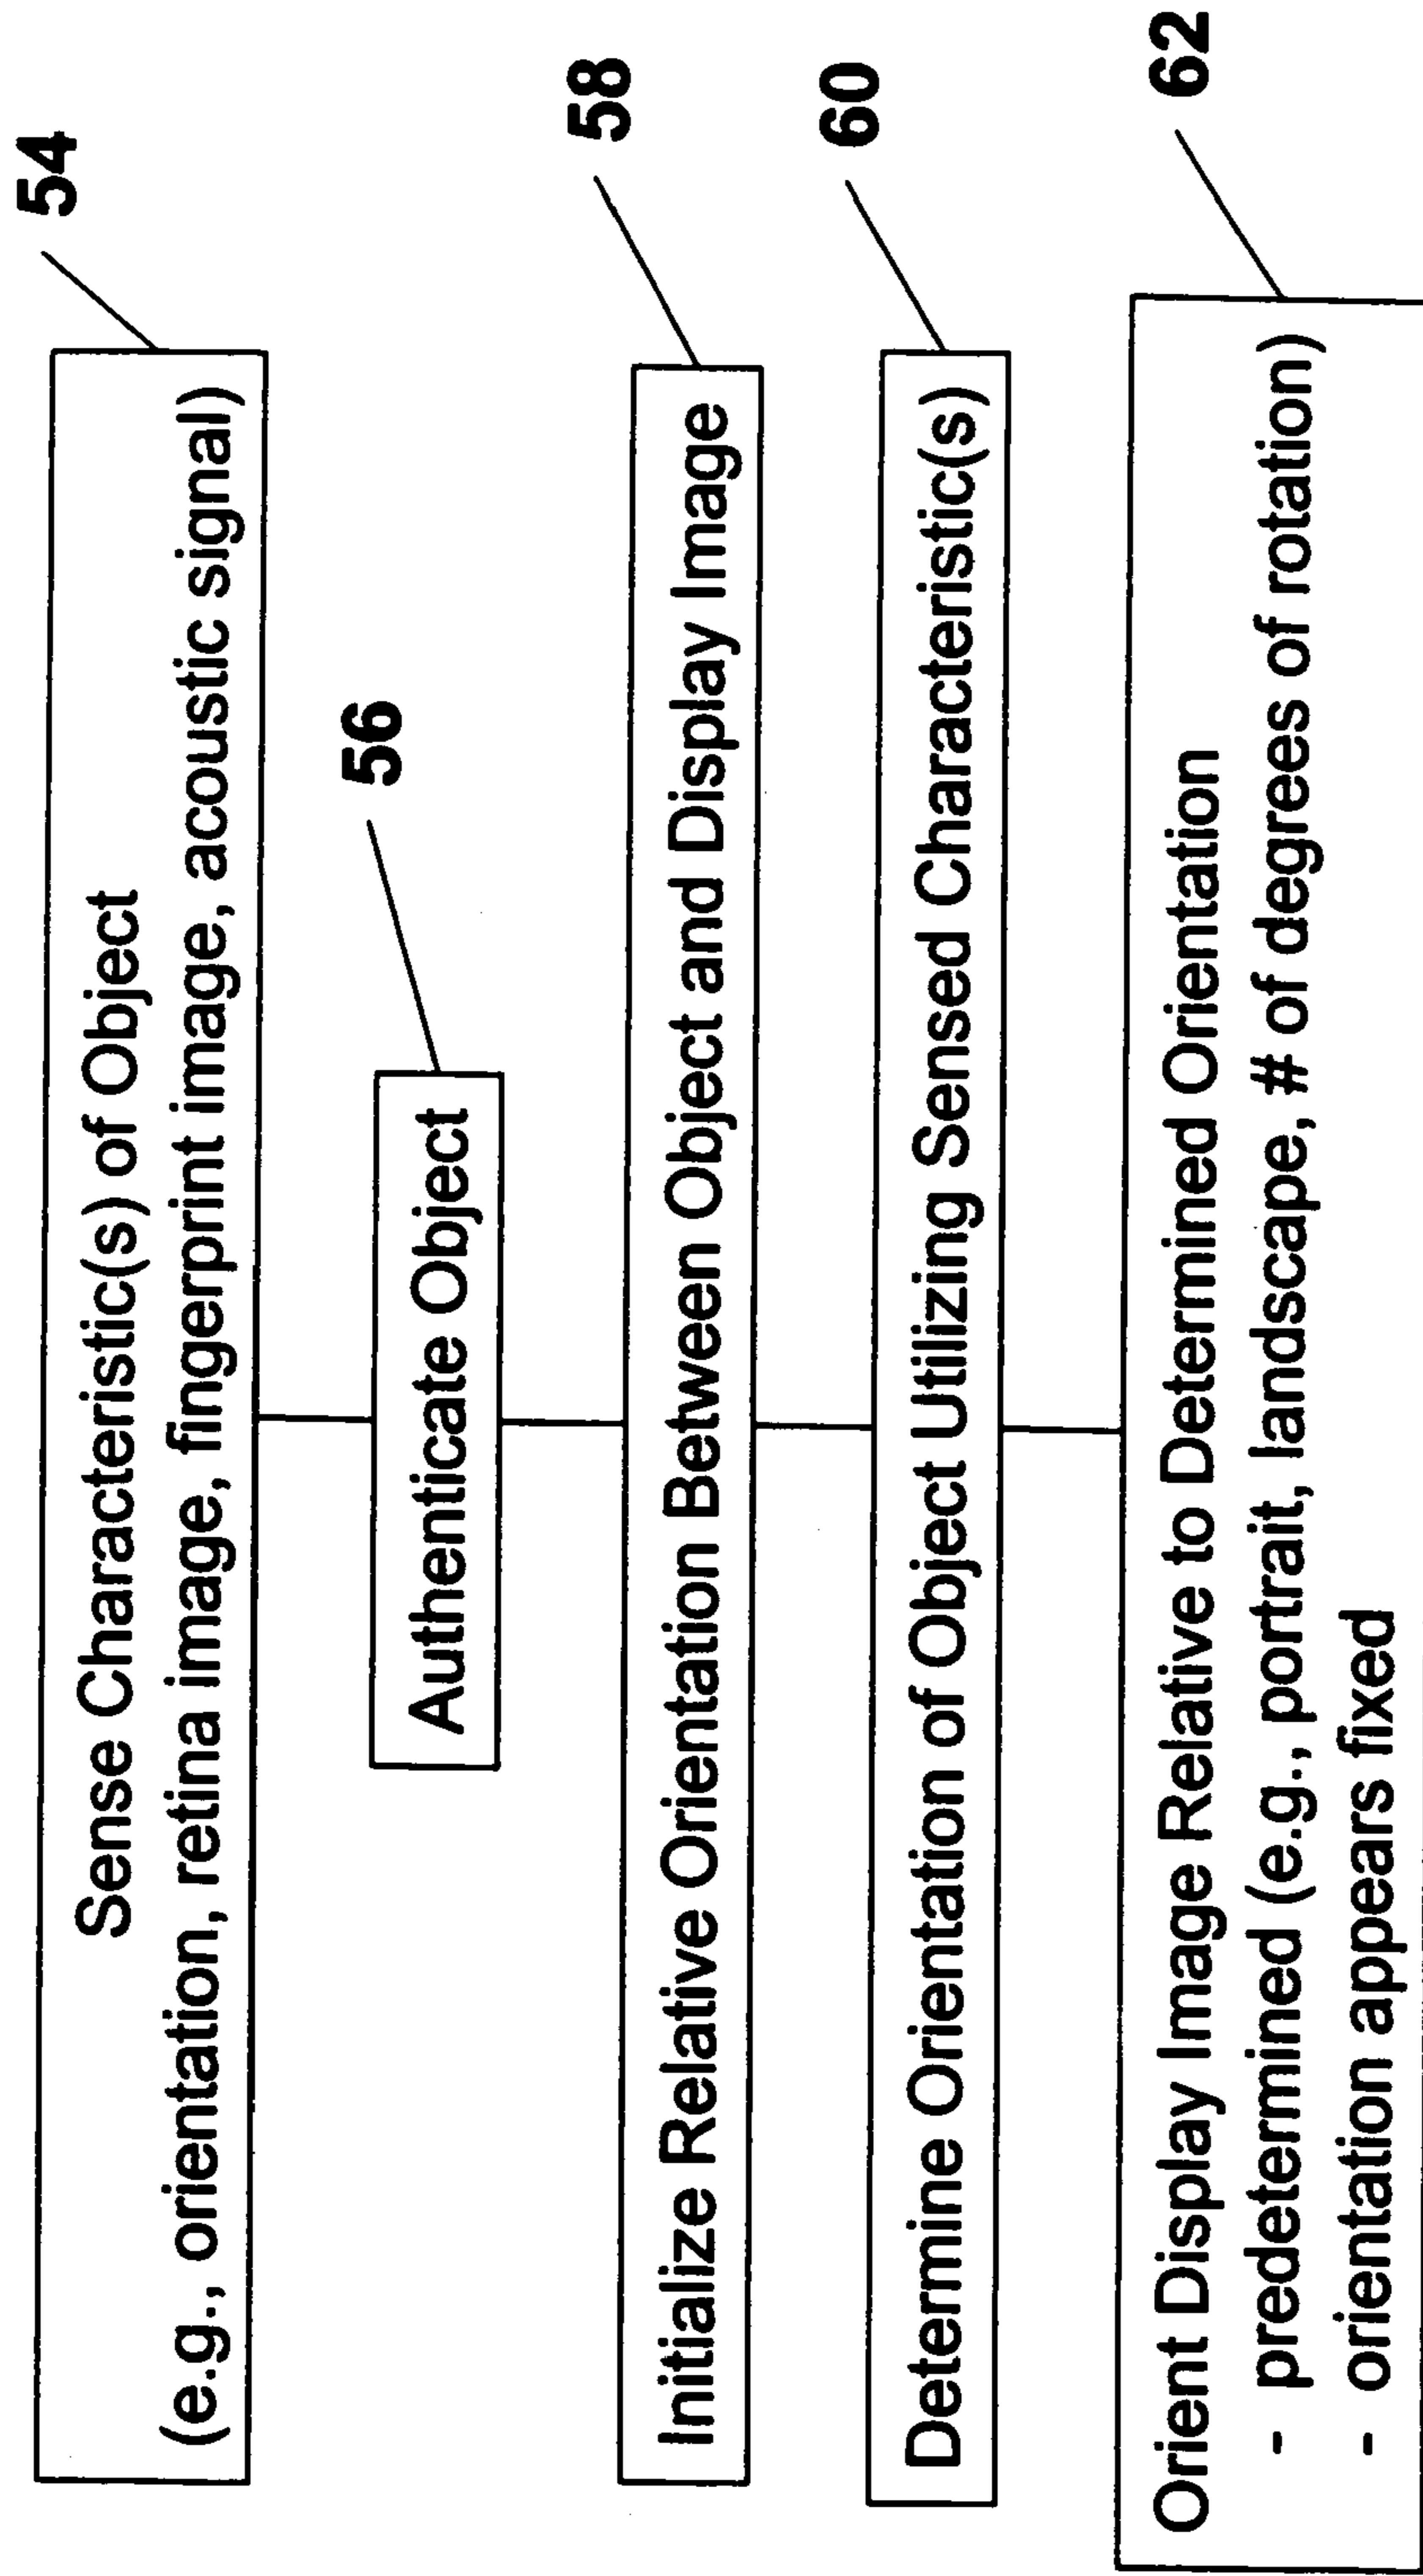 54
Sense Characteristic(s) of Object
(e.g., orientation, retina image, fingerprint image, acoustic signal)
56
Authenticate Object
58
Initialize Relative Orientation Between Object and Display Image
60
Determine Orientation of Object Utilizing Sensed Characteristic(s)
62
Orient Display Image Relative to Determined Orientation
- predetermined (e.g., portrait, landscape, # of degrees of rotation)
- orientation appears fixed